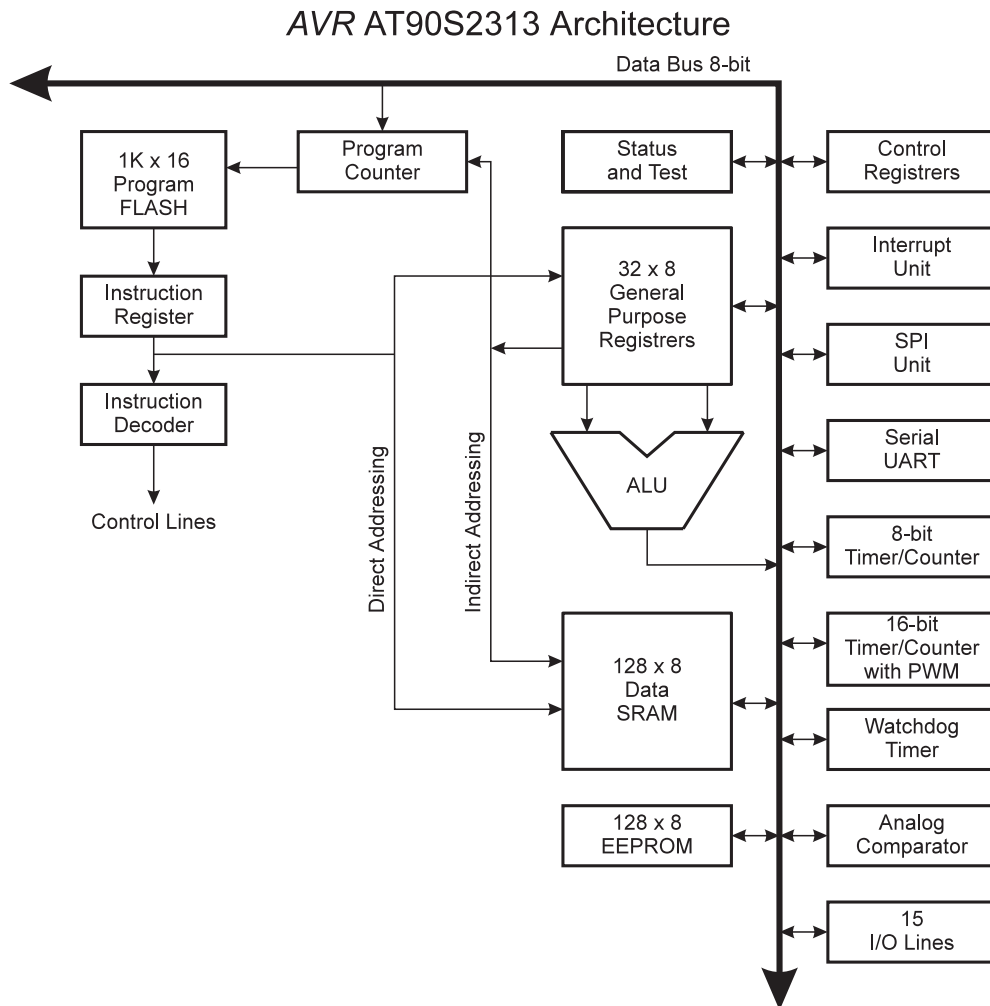 AVR AT90S2313 Architecture
Data Bus 8-bit
1K x 16
Program
FLASH
Program
Counter
Status
and Test
Control
Registrers
Instruction
Register
32 x 8
General
Purpose
Registrers
Interrupt
Unit
SPI
Unit
Instruction
Decoder
Control Lines
Direct Addressing
Indirect Addressing
ALU
Serial
UART
8-bit
Timer/Counter
16-bit
Timer/Counter
with PWM
128 x 8
Data
SRAM
Watchdog
Timer
128 x 8
EEPROM
Analog
Comparator
15
I/O Lines